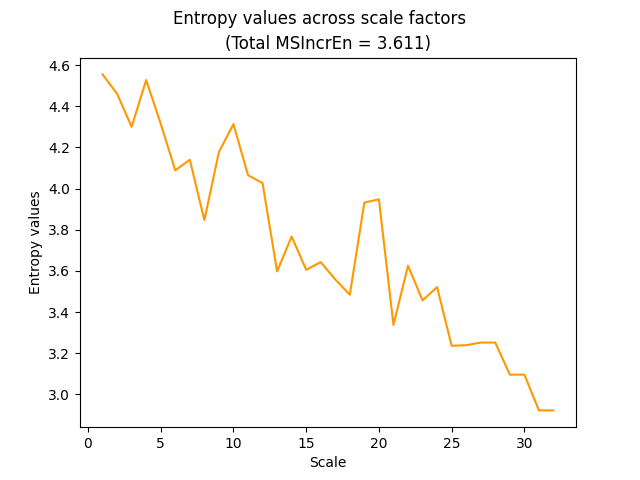 Entropy values across scale factors
(Total MSIncrEn = 3.611)
4.6
4.4
4.2
4.0
3.8
3.6
3.4
3.2
3.0
Entropy values
0 5 10 15 20 25 30
Scale